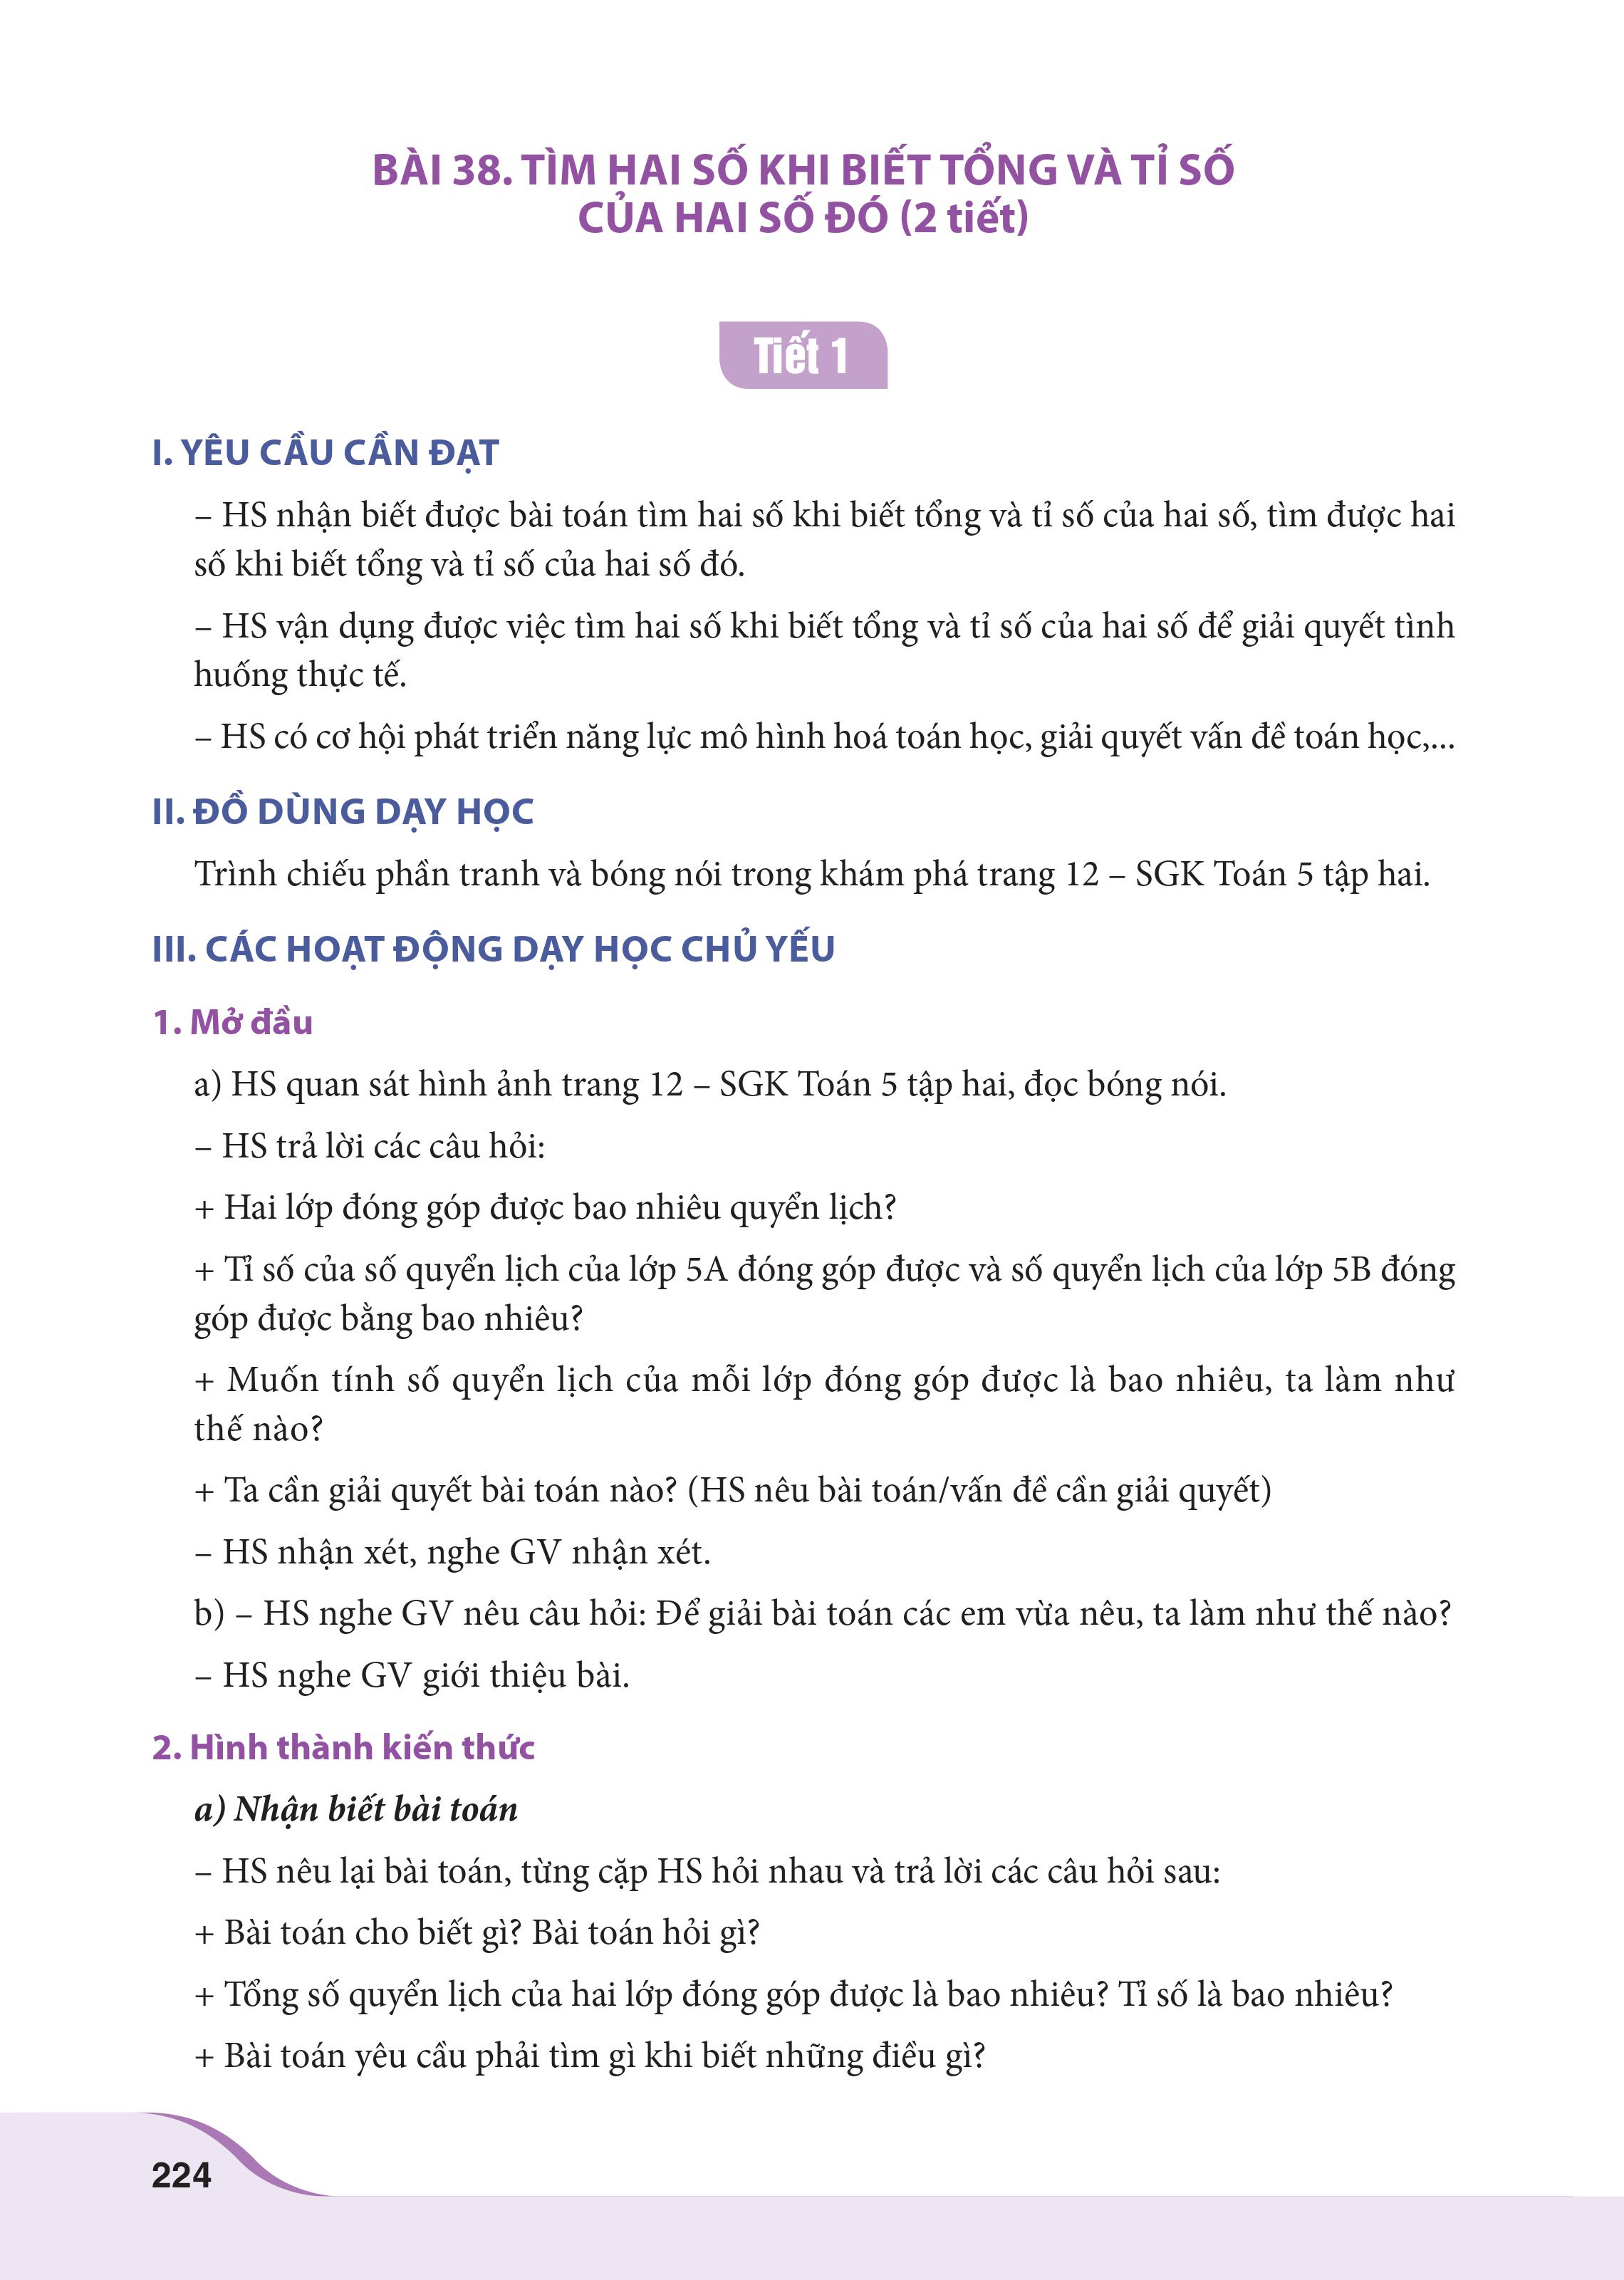 BÀI 38. TÌM HAI SỐ KHI BIẾT TỔNG VÀ TỈ SỐ
CỦA HAI SỐ ĐÓ (2 tiết)
Tiết 1
I. YÊU CẦU CẦN ĐẠT
– HS nhận biết được bài toán tìm hai số khi biết tổng và tỉ số của hai số, tìm được hai
số khi biết tổng và tỉ số của hai số đó.
– HS vận dụng được việc tìm hai số khi biết tổng và tỉ số của hai số để giải quyết tình
huống thực tế.
– HS có cơ hội phát triển năng lực mô hình hoá toán học, giải quyết vấn đề toán học,...
II. ĐỒ DÙNG DẠY HỌC
Trình chiếu phần tranh và bóng nói trong khám phá trang 12 – SGK Toán 5 tập hai.
III. CÁC HOẠT ĐỘNG DẠY HỌC CHỦ YẾU
1. Mở đầu
a) HS quan sát hình ảnh trang 12 – SGK Toán 5 tập hai, đọc bóng nói.
– HS trả lời các câu hỏi:
+ Hai lớp đóng góp được bao nhiêu quyển lịch?
+ Tỉ số của số quyển lịch của lớp 5A đóng góp được và số quyển lịch của lớp 5B đóng
góp được bằng bao nhiêu?
+ Muốn tính số quyển lịch của mỗi lớp đóng góp được là bao nhiêu, ta làm như
thế nào?
+ Ta cần giải quyết bài toán nào? (HS nêu bài toán/vấn đề cần giải quyết)
– HS nhận xét, nghe GV nhận xét.
b) – HS nghe GV nêu câu hỏi: Để giải bài toán các em vừa nêu, ta làm như thế nào?
– HS nghe GV giới thiệu bài.
2. Hình thành kiến thức
a) Nhận biết bài toán
– HS nêu lại bài toán, từng cặp HS hỏi nhau và trả lời các câu hỏi sau:
+ Bài toán cho biết gì? Bài toán hỏi gì?
+ Tổng số quyển lịch của hai lớp đóng góp được là bao nhiêu? Tỉ số là bao nhiêu?
+ Bài toán yêu cầu phải tìm gì khi biết những điều gì?
224